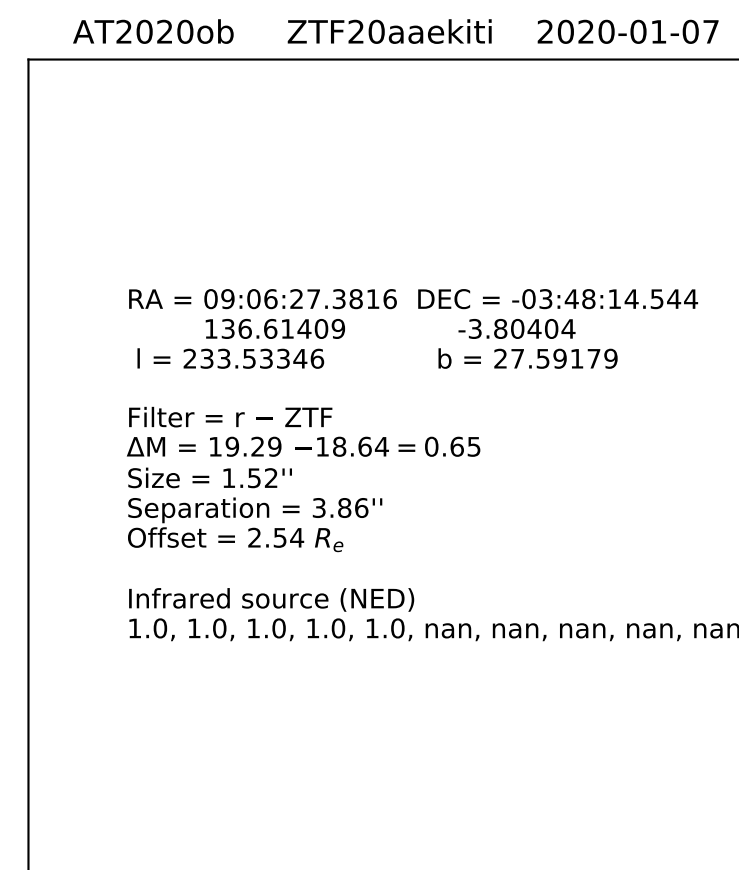 AT2020ob ZTF20aaekiti 2020-01-07
RA = 09:06:27.3816 DEC = -03:48:14.544
136.61409 -3.80404
l = 233.53346 b = 27.59179
Filter = r − ZTF
ΔM = 19.29 −18.64 = 0.65
Size = 1.52''
Separation = 3.86''
Offset = 2.54 Rₑ
Infrared source (NED)
1.0, 1.0, 1.0, 1.0, 1.0, nan, nan, nan, nan, nan